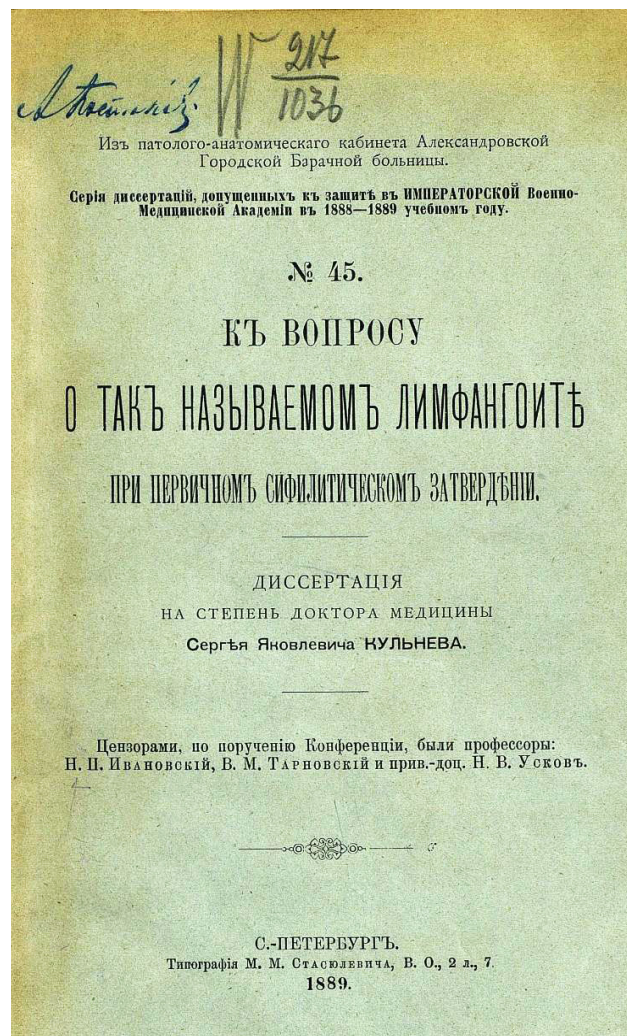 217
1036
Изъ патолого-анатомическаго кабинета Александровской
Городской Барачной больницы.
Серія диссертацій, допущенныхъ къ защитѣ въ ИМПЕРАТОРСКОЙ Военно-
Медицинской Академіи въ 1888—1889 учебномъ году.
№ 45.
КЪ ВОПРОСУ
О ТАКЪ НАЗЫВАЕМОМЪ ЛИМФАНГОИТѢ
ПРИ ПЕРВИЧНОМЪ СИФИЛИТИЧЕСКОМЪ ЗАТВЕРДѢНІИ.
ДИССЕРТАЦІЯ
НА СТЕПЕНЬ ДОКТОРА МЕДИЦИНЫ
Сергѣя Яковлевича КУЛЬНЕВА.
Цензорами, по порученію Конференціи, были профессоры:
Н. П. Ивановскій, В. М. Тарновскій и прив.-доц. Н. В. Усковъ.
С.-ПЕТЕРБУРГЪ.
Типографія М. М. Стасюлевича, В. О., 2 л., 7.
1889.